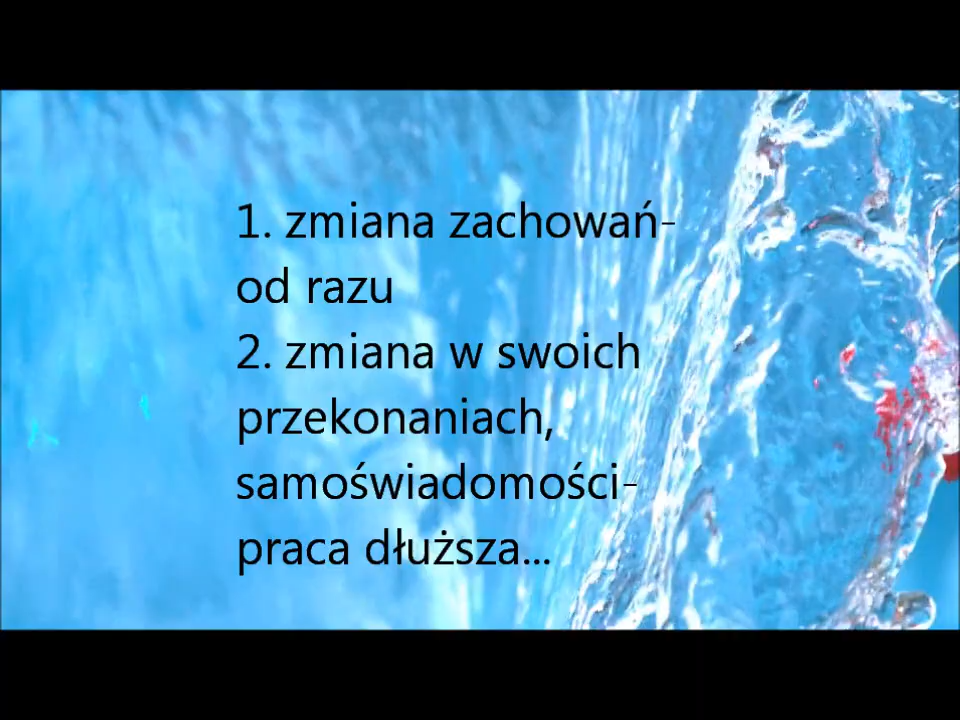 1. zmiana zachowań-
od razu
2. zmiana w swoich
przekonaniach,
samoświadomości-
praca dłuższa...